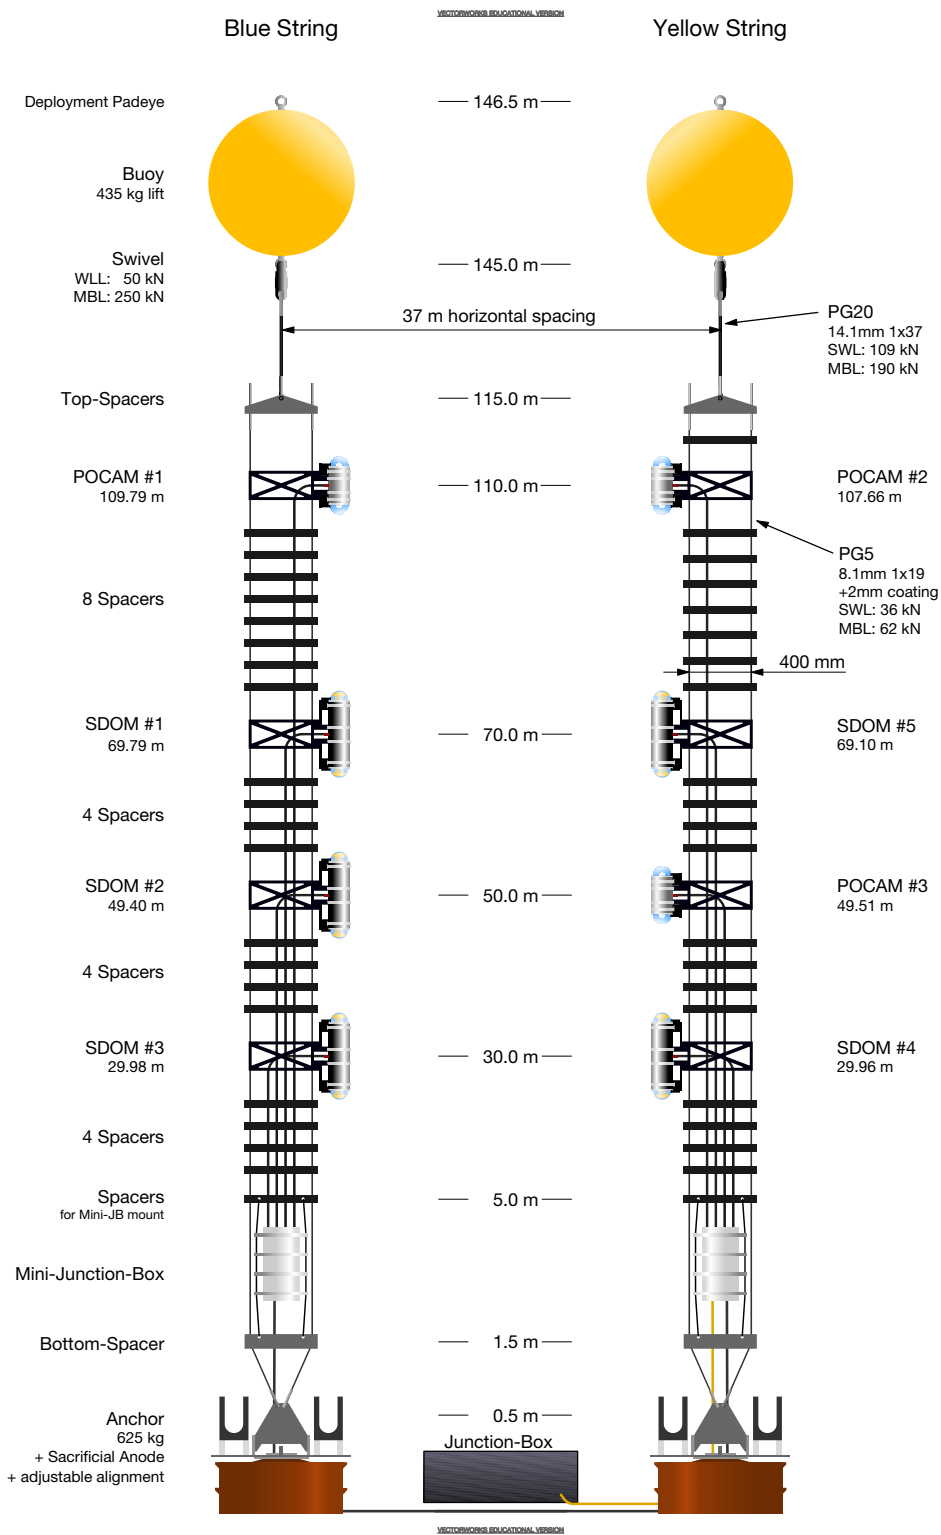 VECTORWORKS EDUCATIONAL VERSION
Blue String
Yellow String
Deployment Padeye
146.5 m
Buoy
435 kg lift
Swivel
WLL: 50 kN
MBL: 250 kN
145.0 m
37 m horizontal spacing
PG20
14.1mm 1x37
SWL: 109 kN
MBL: 190 kN
Top-Spacers
115.0 m
POCAM #1
109.79 m
110.0 m
POCAM #2
107.66 m
PG5
8.1mm 1x19
+2mm coating
SWL: 36 kN
MBL: 62 kN
8 Spacers
400 mm
SDOM #1
69.79 m
70.0 m
SDOM #5
69.10 m
4 Spacers
SDOM #2
49.40 m
50.0 m
POCAM #3
49.51 m
4 Spacers
SDOM #3
29.98 m
30.0 m
SDOM #4
29.96 m
4 Spacers
Spacers
for Mini-JB mount
5.0 m
Mini-Junction-Box
Bottom-Spacer
1.5 m
Anchor
625 kg
+ Sacrificial Anode
+ adjustable alignment
0.5 m
Junction-Box
VECTORWORKS EDUCATIONAL VERSION